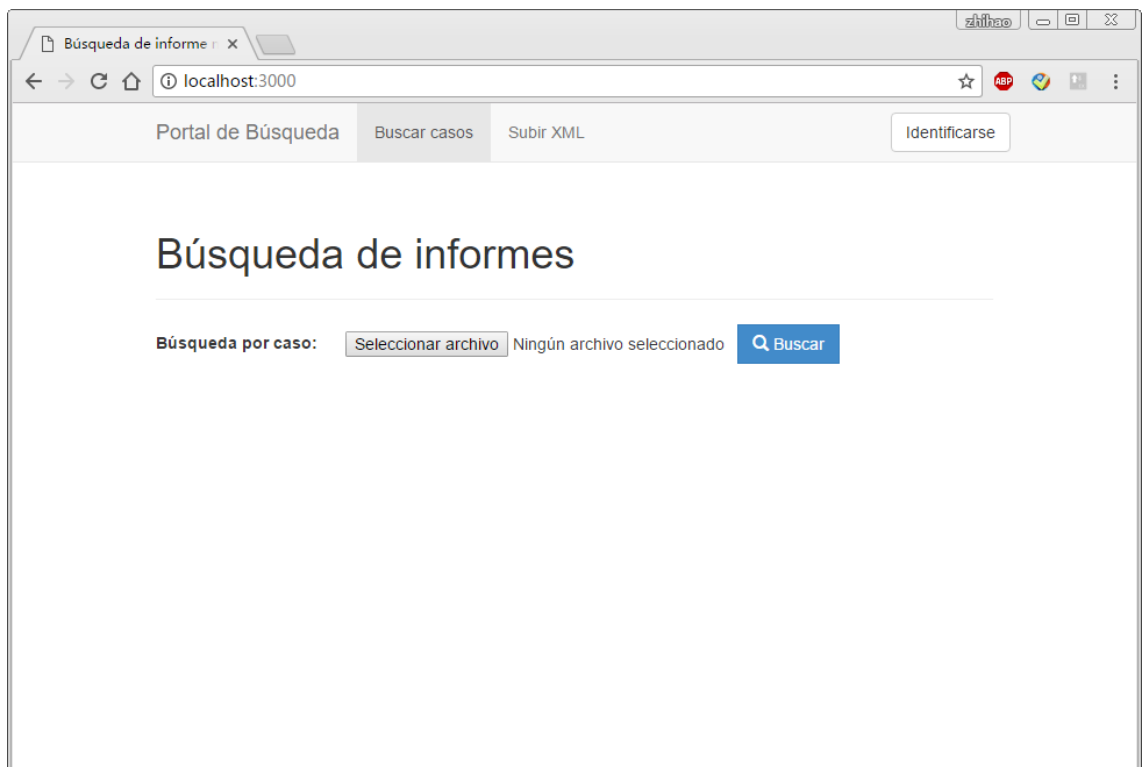 zhihao
Búsqueda de informe
localhost:3000
ABP
Portal de Búsqueda Buscar casos Subir XML Identificarse
Búsqueda de informes
Búsqueda por caso: Seleccionar archivo Ningún archivo seleccionado Buscar